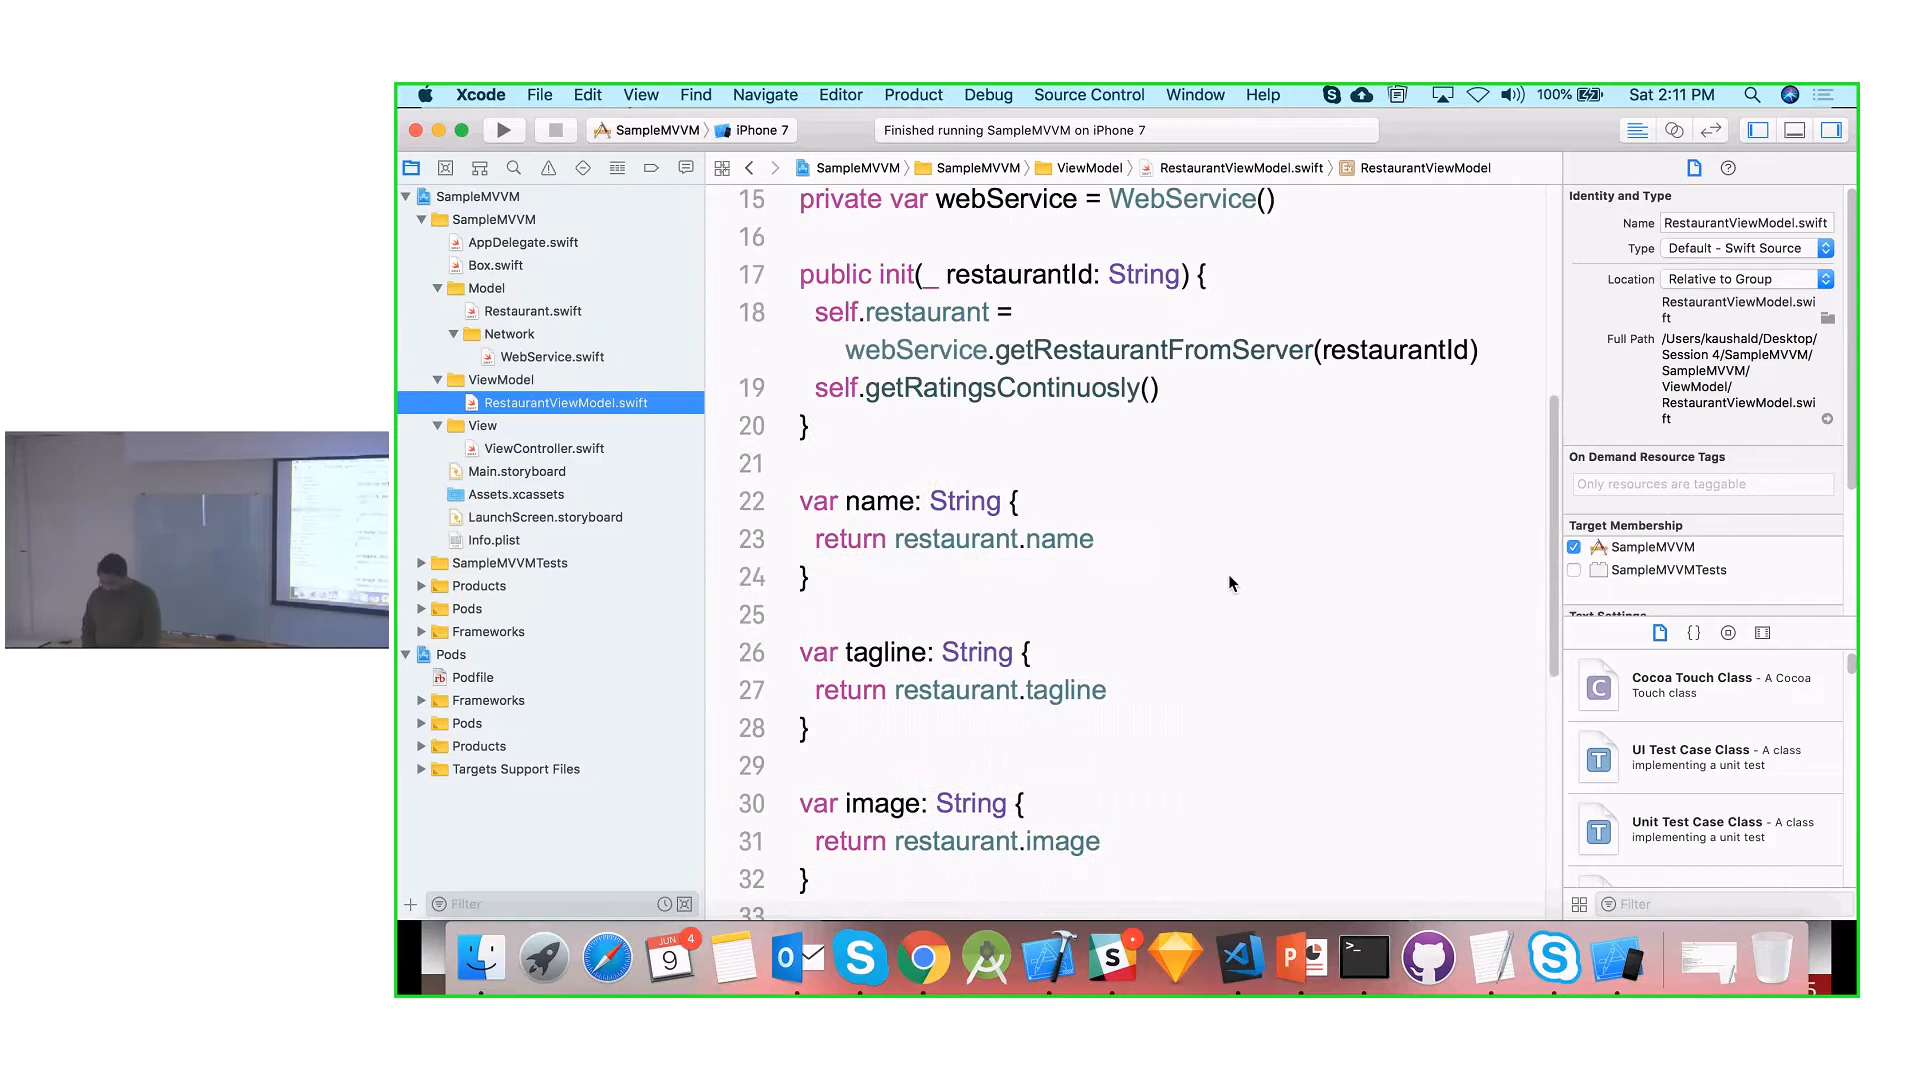 Xcode File Edit View Find Navigate Editor Product Debug Source Control Window Help 100% Sat 2:11 PM
SampleMVVM iPhone 7 Finished running SampleMVVM on iPhone 7
SampleMVVM SampleMVVM ViewModel RestaurantViewModel.swift Ex RestaurantViewModel
SampleMVVM
SampleMVVM
AppDelegate.swift
Box.swift
Model
Restaurant.swift
Network
WebService.swift
ViewModel
RestaurantViewModel.swift
View
ViewController.swift
Main.storyboard
Assets.xcassets
LaunchScreen.storyboard
Info.plist
SampleMVVMTests
Products
Pods
Frameworks
Pods
Podfile
Frameworks
Pods
Products
Targets Support Files
Filter
15 private var webService = WebService()
16
17 public init(_ restaurantId: String) {
18 self.restaurant =
webService.getRestaurantFromServer(restaurantId)
19 self.getRatingsContinuosly()
20 }
21
22 var name: String {
23 return restaurant.name
24 }
25
26 var tagline: String {
27 return restaurant.tagline
28 }
29
30 var image: String {
31 return restaurant.image
32 }
33
Identity and Type
Name RestaurantViewModel.swift
Type Default - Swift Source
Location Relative to Group
RestaurantViewModel.swi
ft
Full Path /Users/kaushald/Desktop/
Session 4/SampleMVVM/
SampleMVVM/
ViewModel/
RestaurantViewModel.swi
ft
On Demand Resource Tags
Only resources are taggable
Target Membership
SampleMVVM
SampleMVVMTests
Text Settings
{}
C
Cocoa Touch Class - A Cocoa
Touch class
T
UI Test Case Class - A class
implementing a unit test
T
Unit Test Case Class - A class
implementing a unit test
Filter
JUN 4
9
5